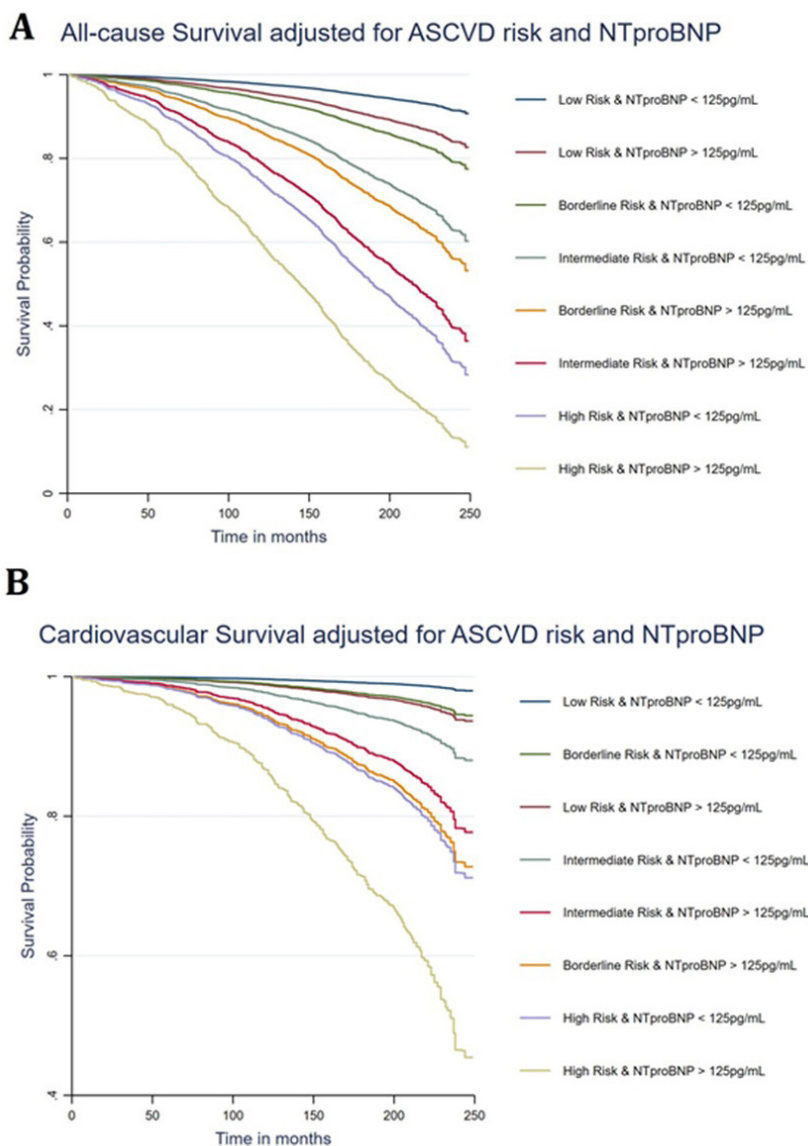 A
All-cause Survival adjusted for ASCVD risk and NTproBNP
Survival Probability
1
.8
.6
.4
.2
0
0 50 100 150 200 250
Time in months
Low Risk & NTproBNP < 125pg/mL
Low Risk & NTproBNP > 125pg/mL
Borderline Risk & NTproBNP < 125pg/mL
Intermediate Risk & NTproBNP < 125pg/mL
Borderline Risk & NTproBNP > 125pg/mL
Intermediate Risk & NTproBNP > 125pg/mL
High Risk & NTproBNP < 125pg/mL
High Risk & NTproBNP > 125pg/mL
B
Cardiovascular Survival adjusted for ASCVD risk and NTproBNP
Survival Probability
1
.8
.6
.4
0 50 100 150 200 250
Time in months
Low Risk & NTproBNP < 125pg/mL
Borderline Risk & NTproBNP < 125pg/mL
Low Risk & NTproBNP > 125pg/mL
Intermediate Risk & NTproBNP < 125pg/mL
Intermediate Risk & NTproBNP > 125pg/mL
Borderline Risk & NTproBNP > 125pg/mL
High Risk & NTproBNP < 125pg/mL
High Risk & NTproBNP > 125pg/mL